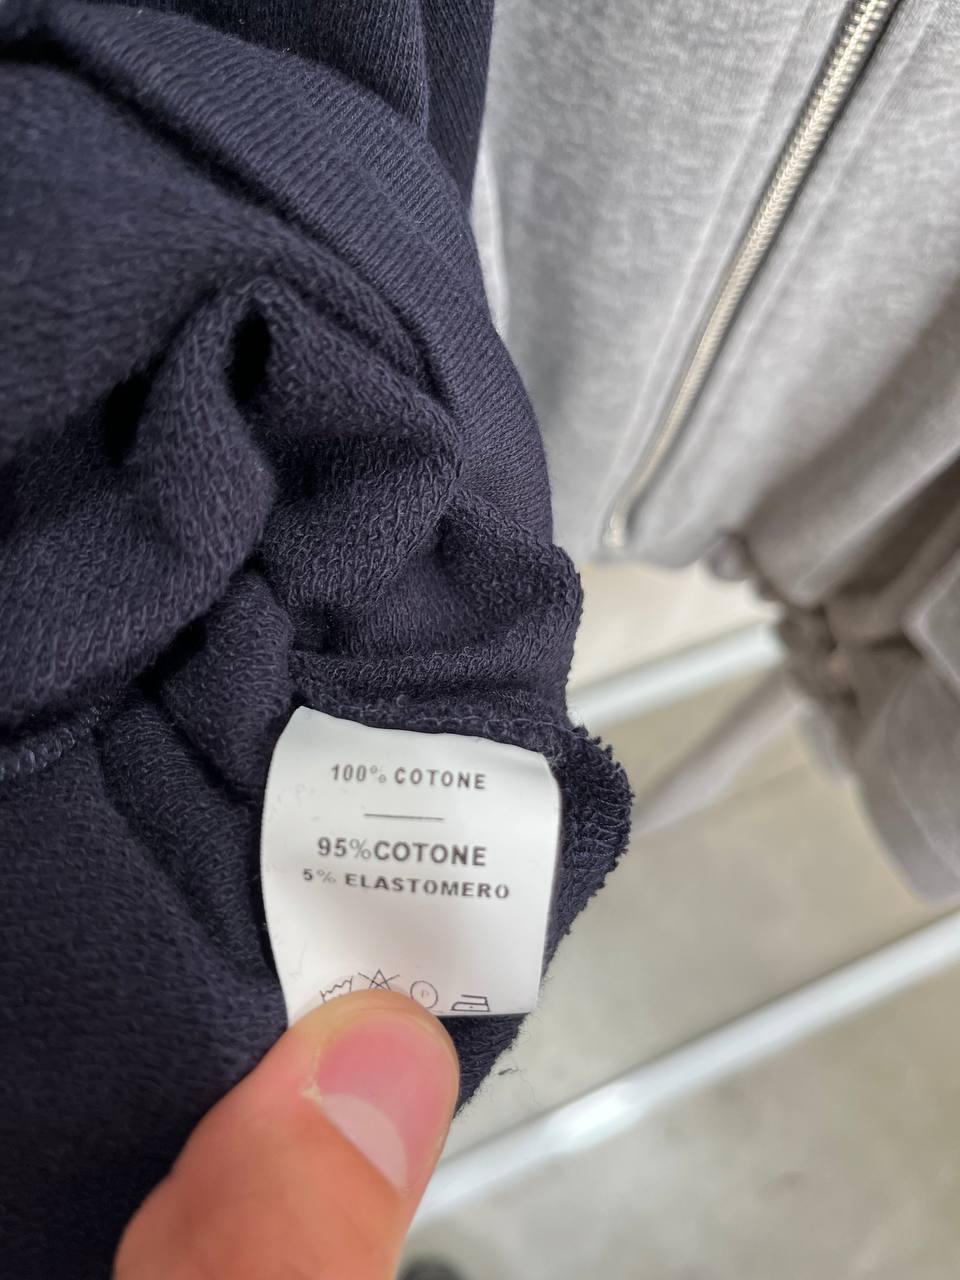 100% COTONE
95%COTONE
5% ELASTOMERO
P